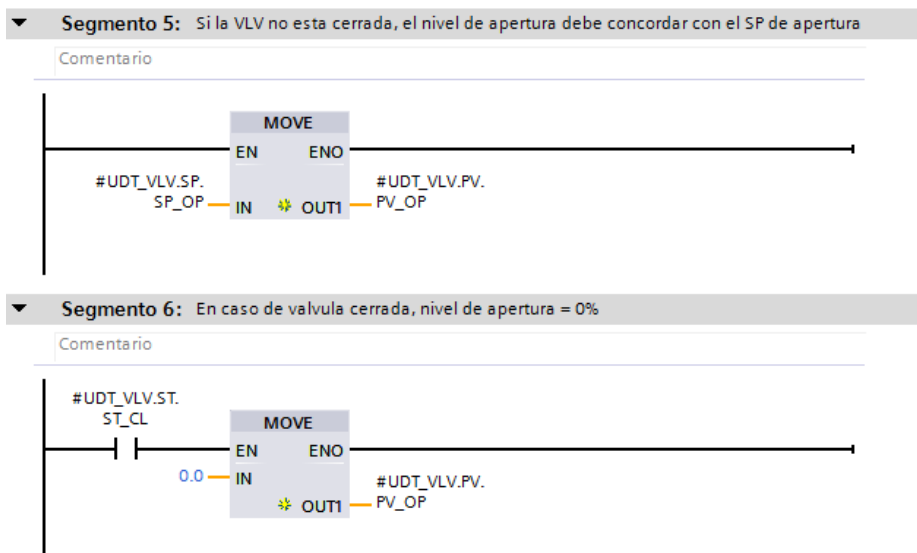 Segmento 5: Si la VLV no esta cerrada, el nivel de apertura debe concordar con el SP de apertura
Comentario
MOVE
EN ENO
#UDT_VLV.SP.
SP_OP
IN OUT1
#UDT_VLV.PV.
PV_OP
Segmento 6: En caso de valvula cerrada, nivel de apertura = 0%
Comentario
#UDT_VLV.ST.
ST_CL
MOVE
EN ENO
0.0 IN
OUT1
#UDT_VLV.PV.
PV_OP